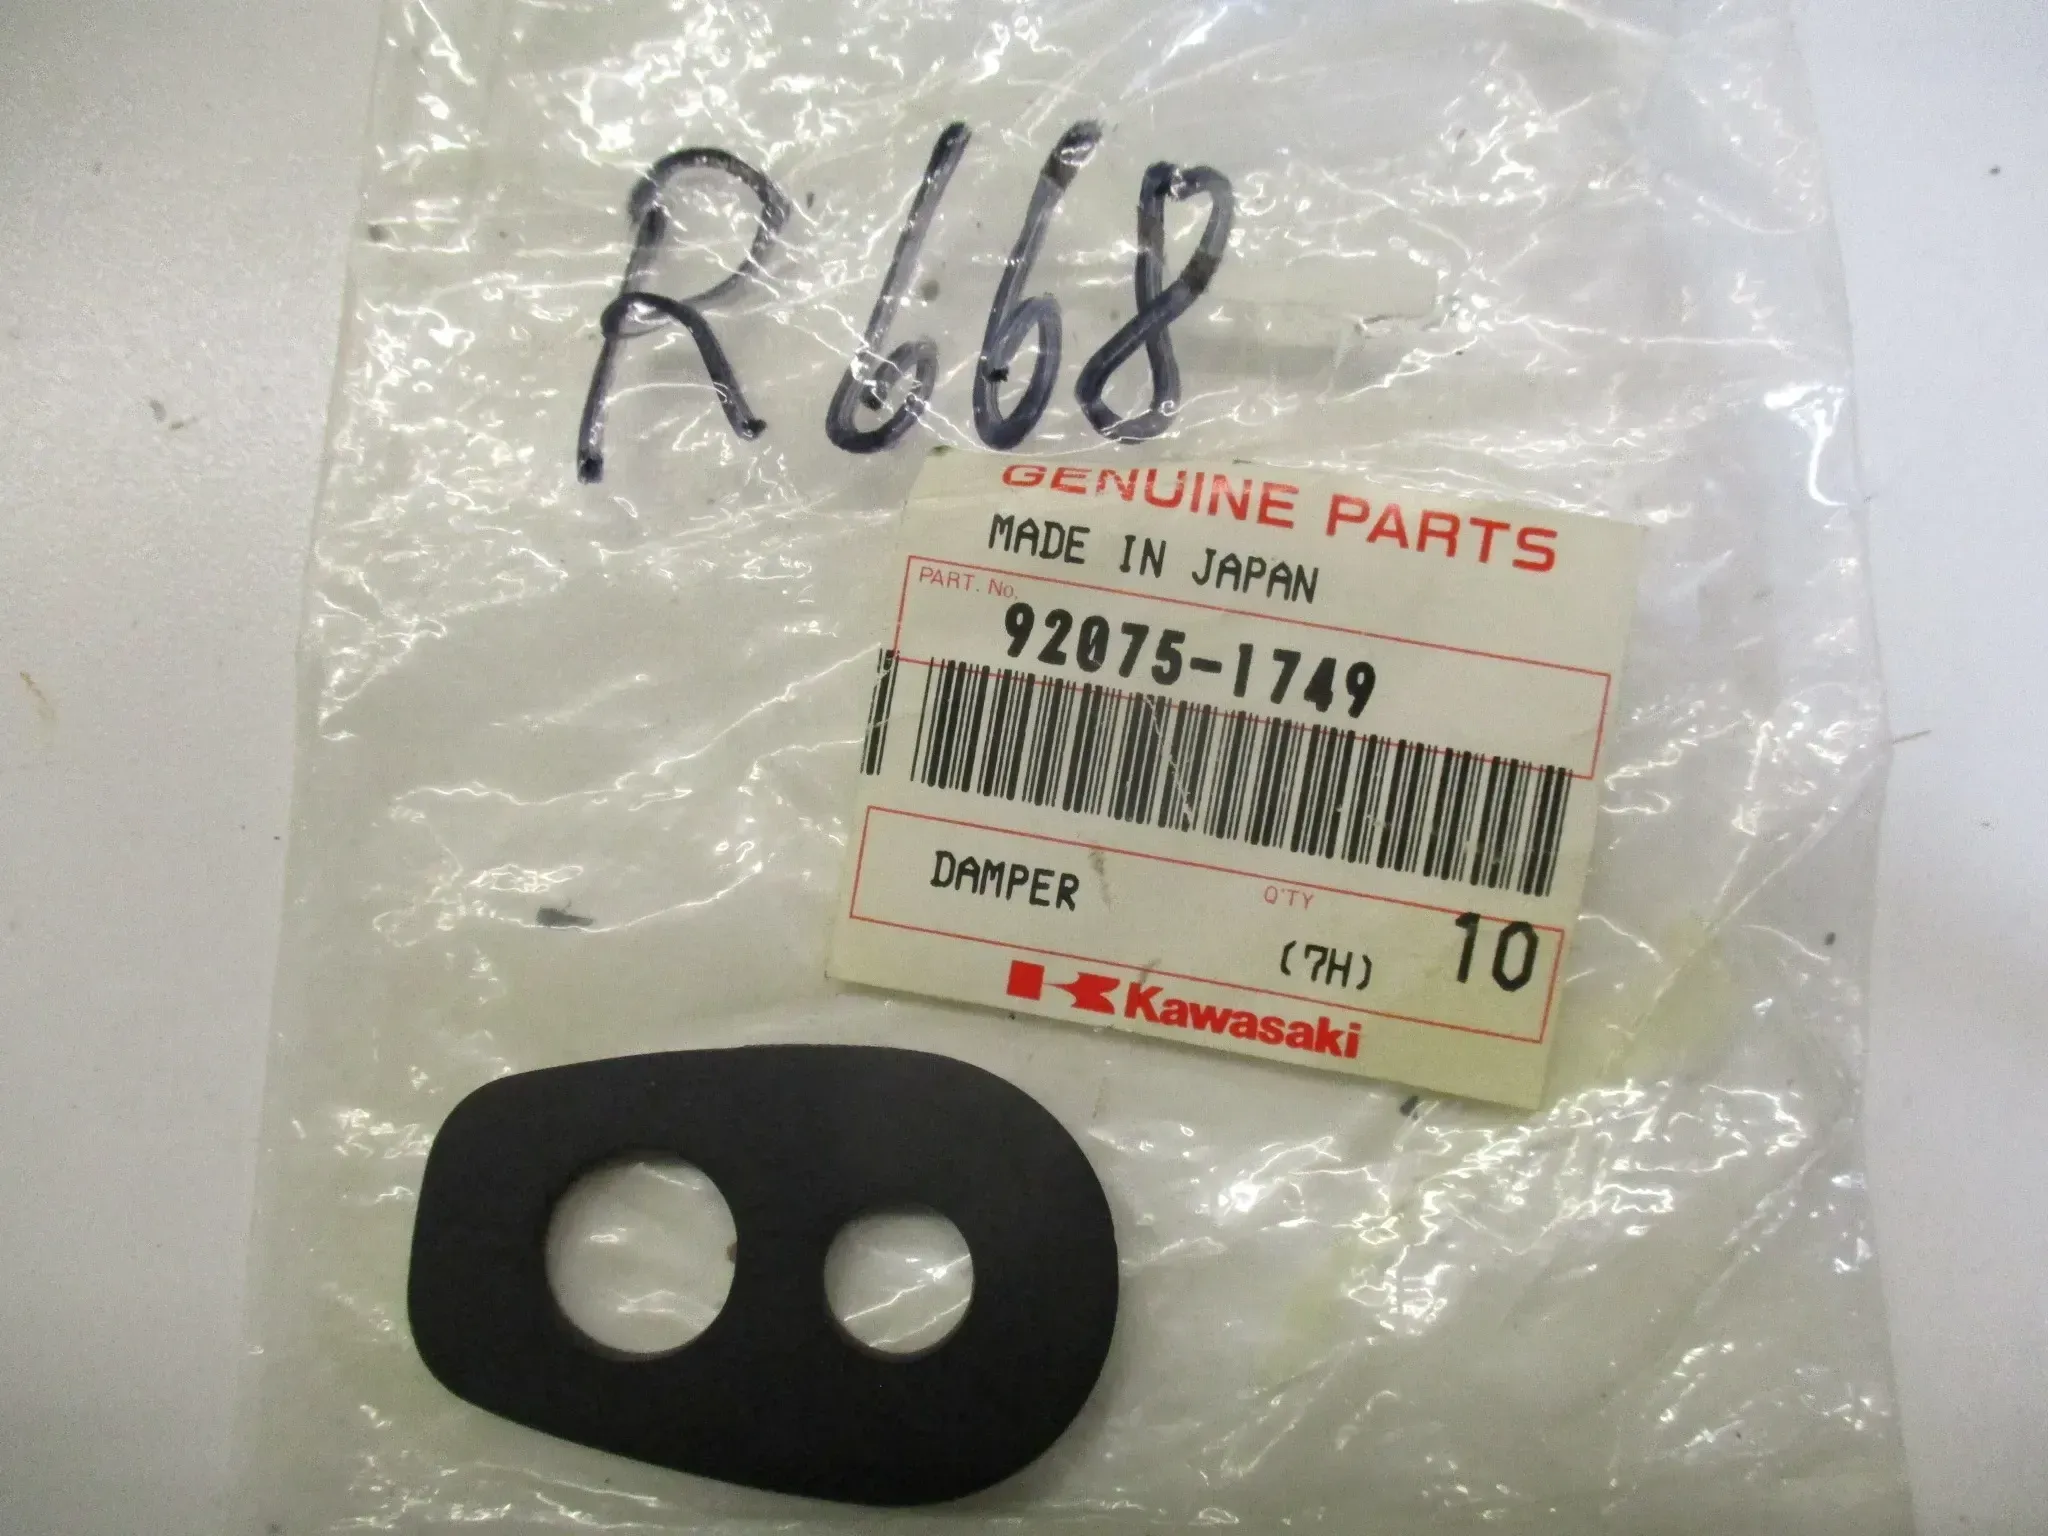 R668
GENUINE PARTS
MADE IN JAPAN
PART. No.
92075-1749
DAMPER
Q'TY
(7H)
10
Kawasaki